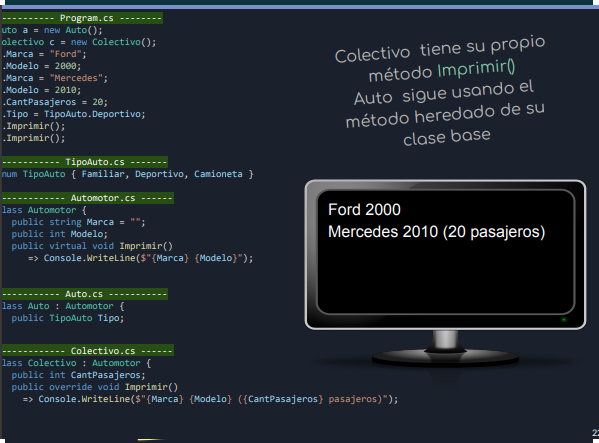 ---------- Program.cs --------
uto a = new Auto();
olectivo c = new Colectivo();
.Marca = "Ford";
.Modelo = 2000;
.Marca = "Mercedes";
.Modelo = 2010;
.CantPasajeros = 20;
.Tipo = TipoAuto.Deportivo;
.Imprimir();
.Imprimir();
----------- TipoAuto.cs -------
num TipoAuto { Familiar, Deportivo, Camioneta }
------------ Automotor.cs ------
lass Automotor {
public string Marca = "";
public int Modelo;
public virtual void Imprimir()
=> Console.WriteLine($"{Marca} {Modelo}");
------------ Auto.cs -----------
lass Auto : Automotor {
public TipoAuto Tipo;
------------ Colectivo.cs ------
lass Colectivo : Automotor {
public int CantPasajeros;
public override void Imprimir()
=> Console.WriteLine($"{Marca} {Modelo} ({CantPasajeros} pasajeros)");
Colectivo tiene su propio
método Imprimir()
Auto sigue usando el
método heredado de su
clase base
Ford 2000
Mercedes 2010 (20 pasajeros)